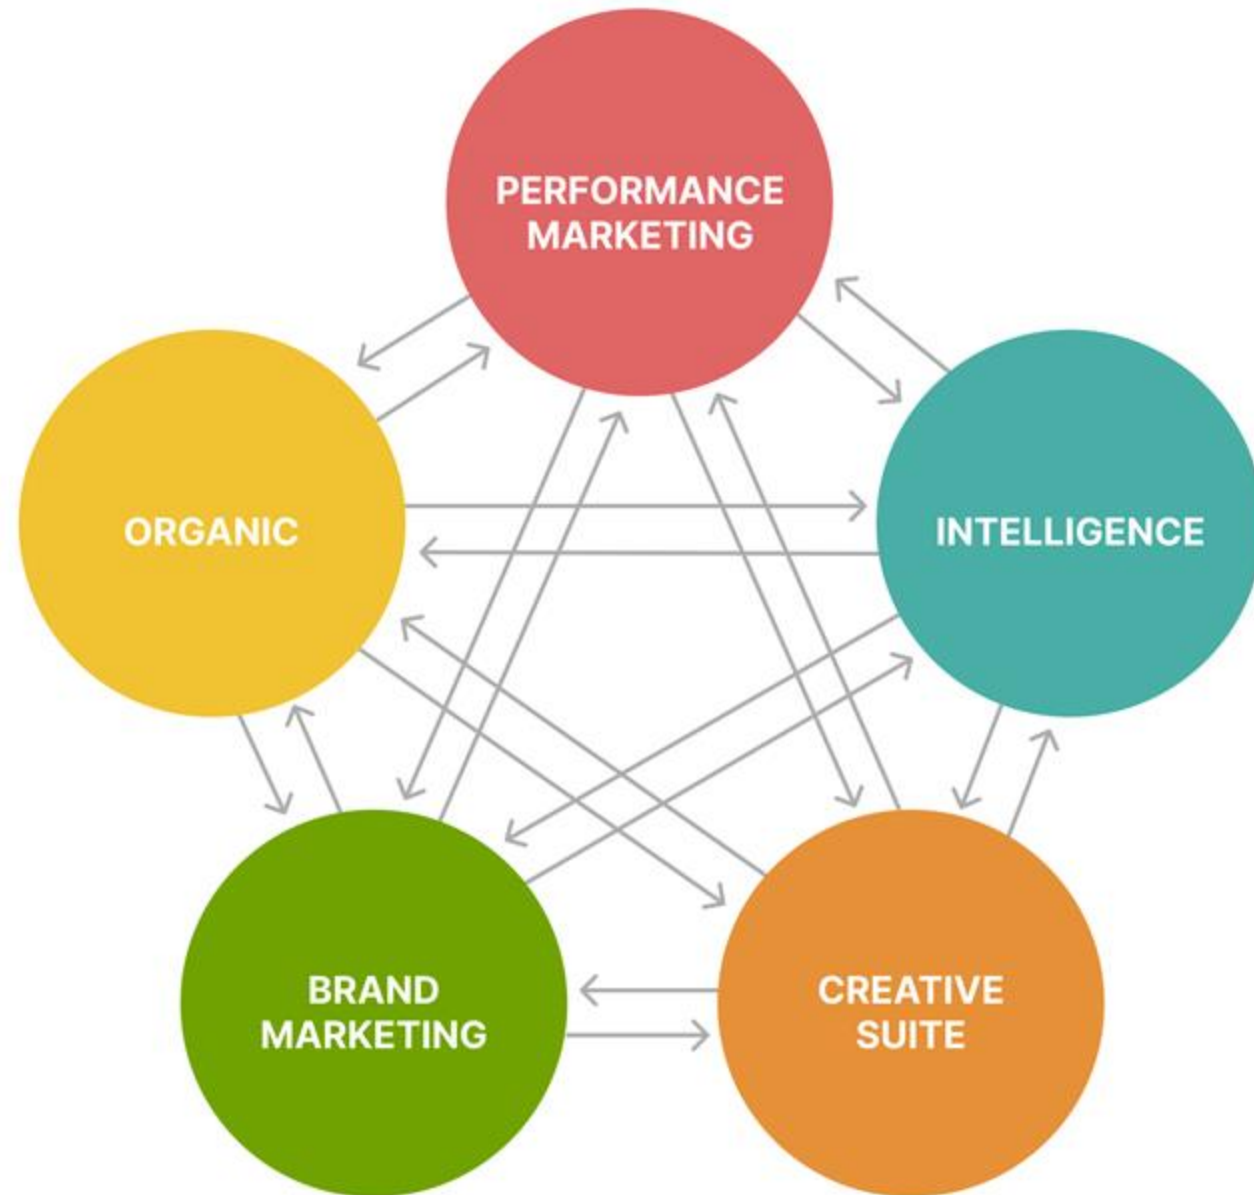 PERFORMANCE
MARKETING
ORGANIC
INTELLIGENCE
BRAND
MARKETING
CREATIVE
SUITE